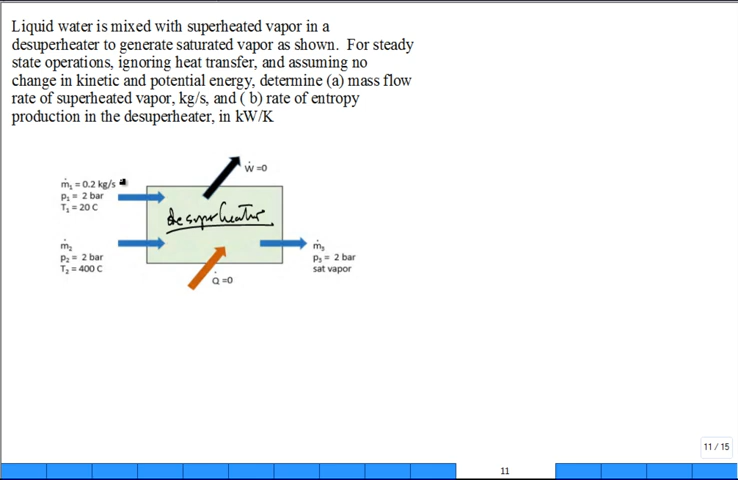 Liquid water is mixed with superheated vapor in a
desuperheater to generate saturated vapor as shown. For steady
state operations, ignoring heat transfer, and assuming no
change in kinetic and potential energy, determine (a) mass flow
rate of superheated vapor, kg/s, and ( b) rate of entropy
production in the desuperheater, in kW/K
Ẇ =0
ṁ₁ = 0.2 kg/s
p₁ = 2 bar
T₁ = 20 C
desuperheater
ṁ₂
p₂ = 2 bar
T₂ = 400 C
ṁ₃
p₃ = 2 bar
sat vapor
Q̇ =0
11 / 15
11